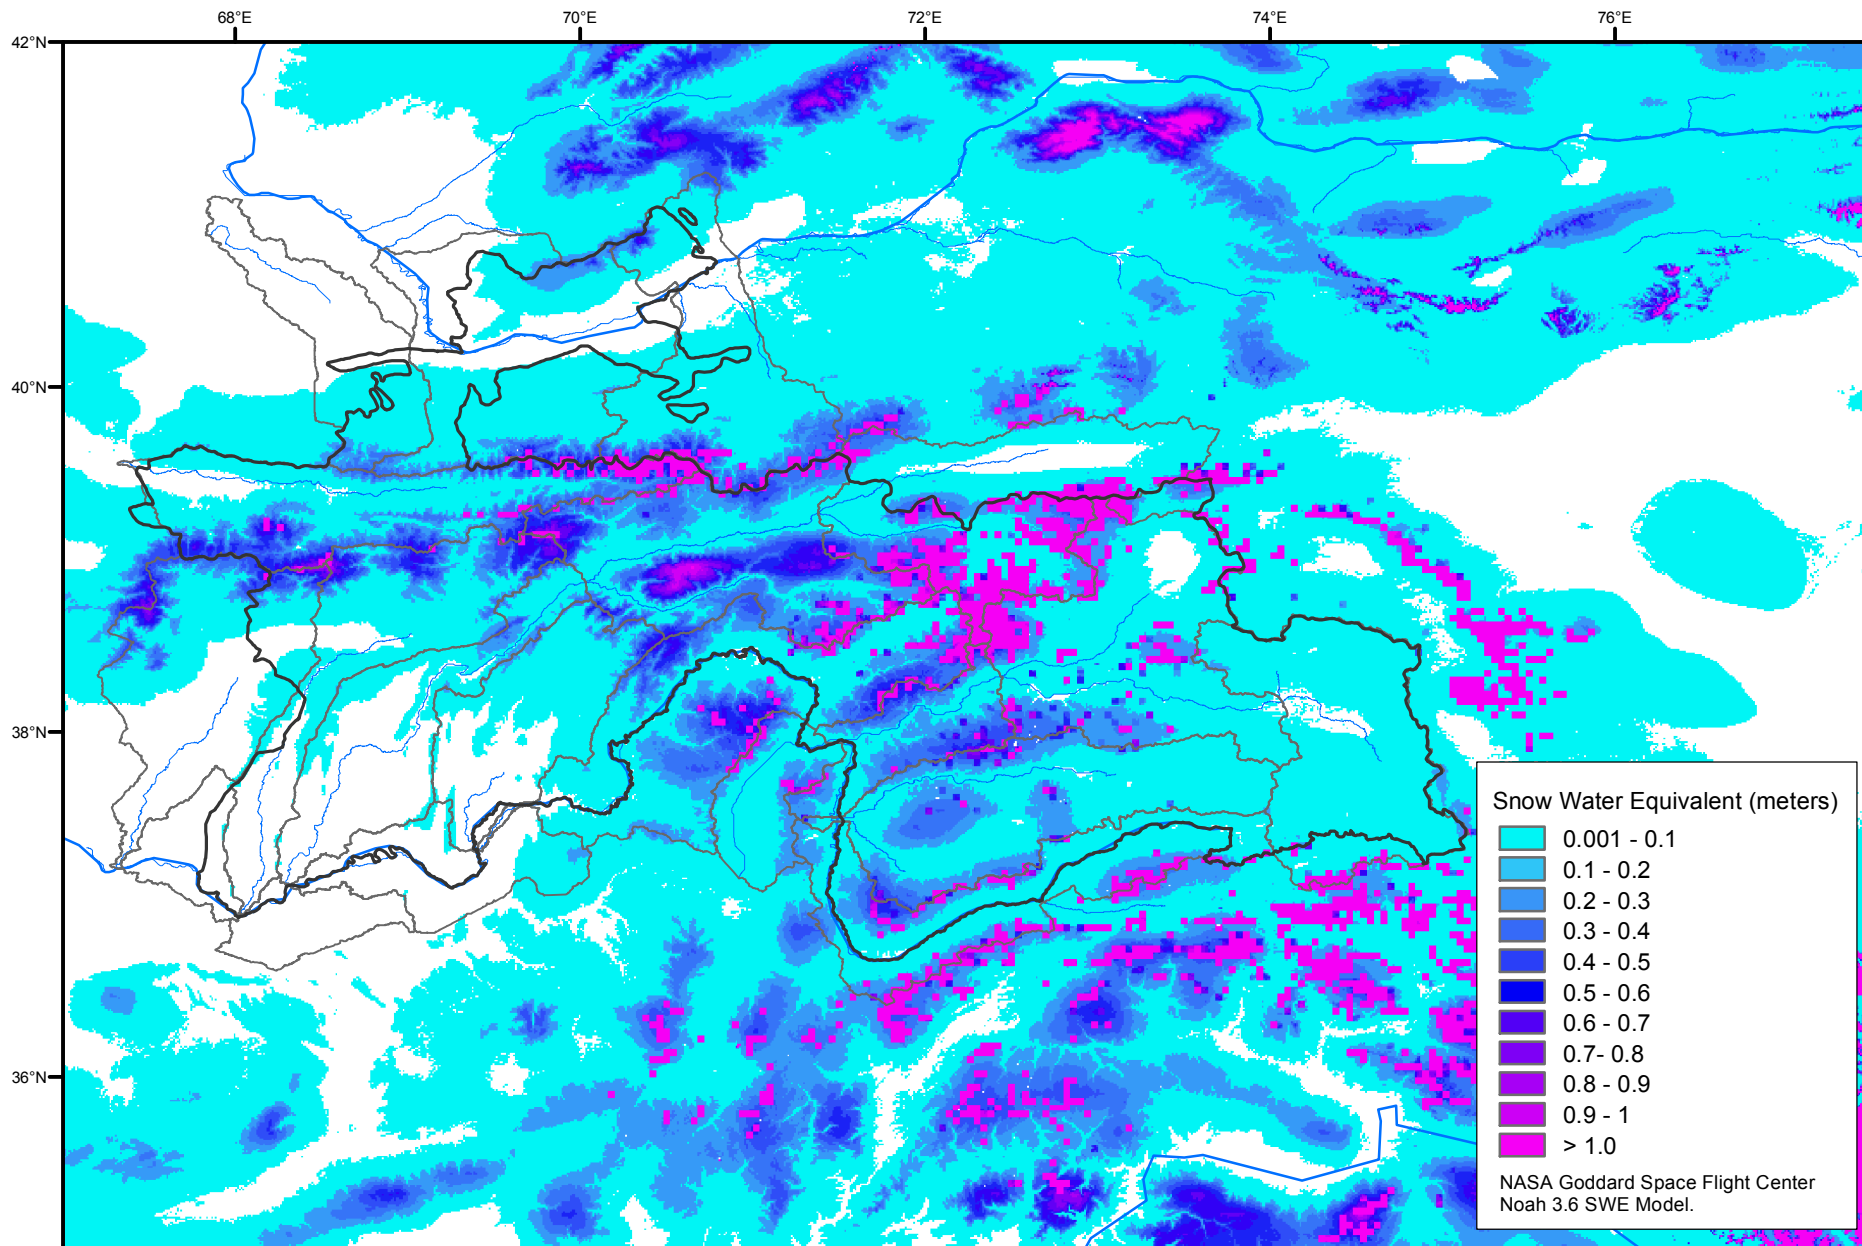 68°E
70°E
72°E
74°E
76°E
42°N
40°N
38°N
36°N
Snow Water Equivalent (meters)
0.001 - 0.1
0.1 - 0.2
0.2 - 0.3
0.3 - 0.4
0.4 - 0.5
0.5 - 0.6
0.6 - 0.7
0.7- 0.8
0.8 - 0.9
0.9 - 1
> 1.0
NASA Goddard Space Flight Center
Noah 3.6 SWE Model.